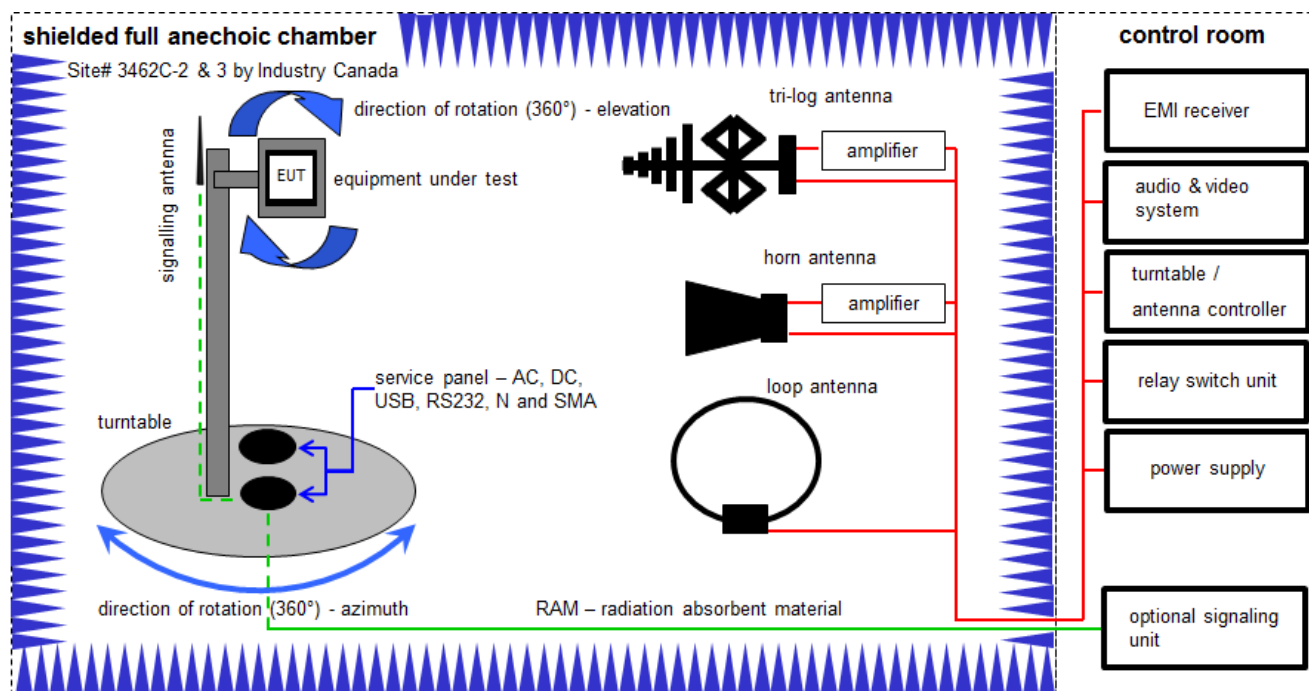 shielded full anechoic chamber
Site# 3462C-2 & 3 by Industry Canada
direction of rotation (360°) - elevation
signalling antenna
EUT
equipment under test
tri-log antenna
amplifier
horn antenna
amplifier
loop antenna
service panel – AC, DC,
USB, RS232, N and SMA
turntable
direction of rotation (360°) - azimuth
RAM – radiation absorbent material
control room
EMI receiver
audio & video
system
turntable /
antenna controller
relay switch unit
power supply
optional signaling
unit